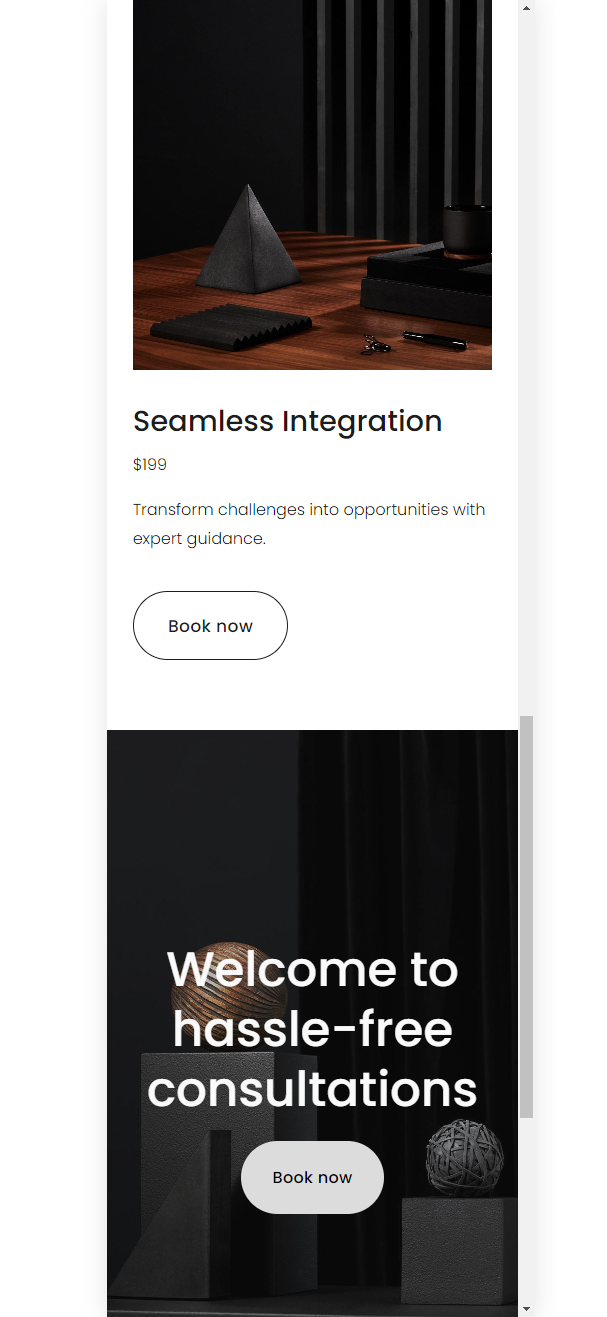 Seamless Integration
$199
Transform challenges into opportunities with
expert guidance.
Book now
Welcome to
hassle-free
consultations
Book now